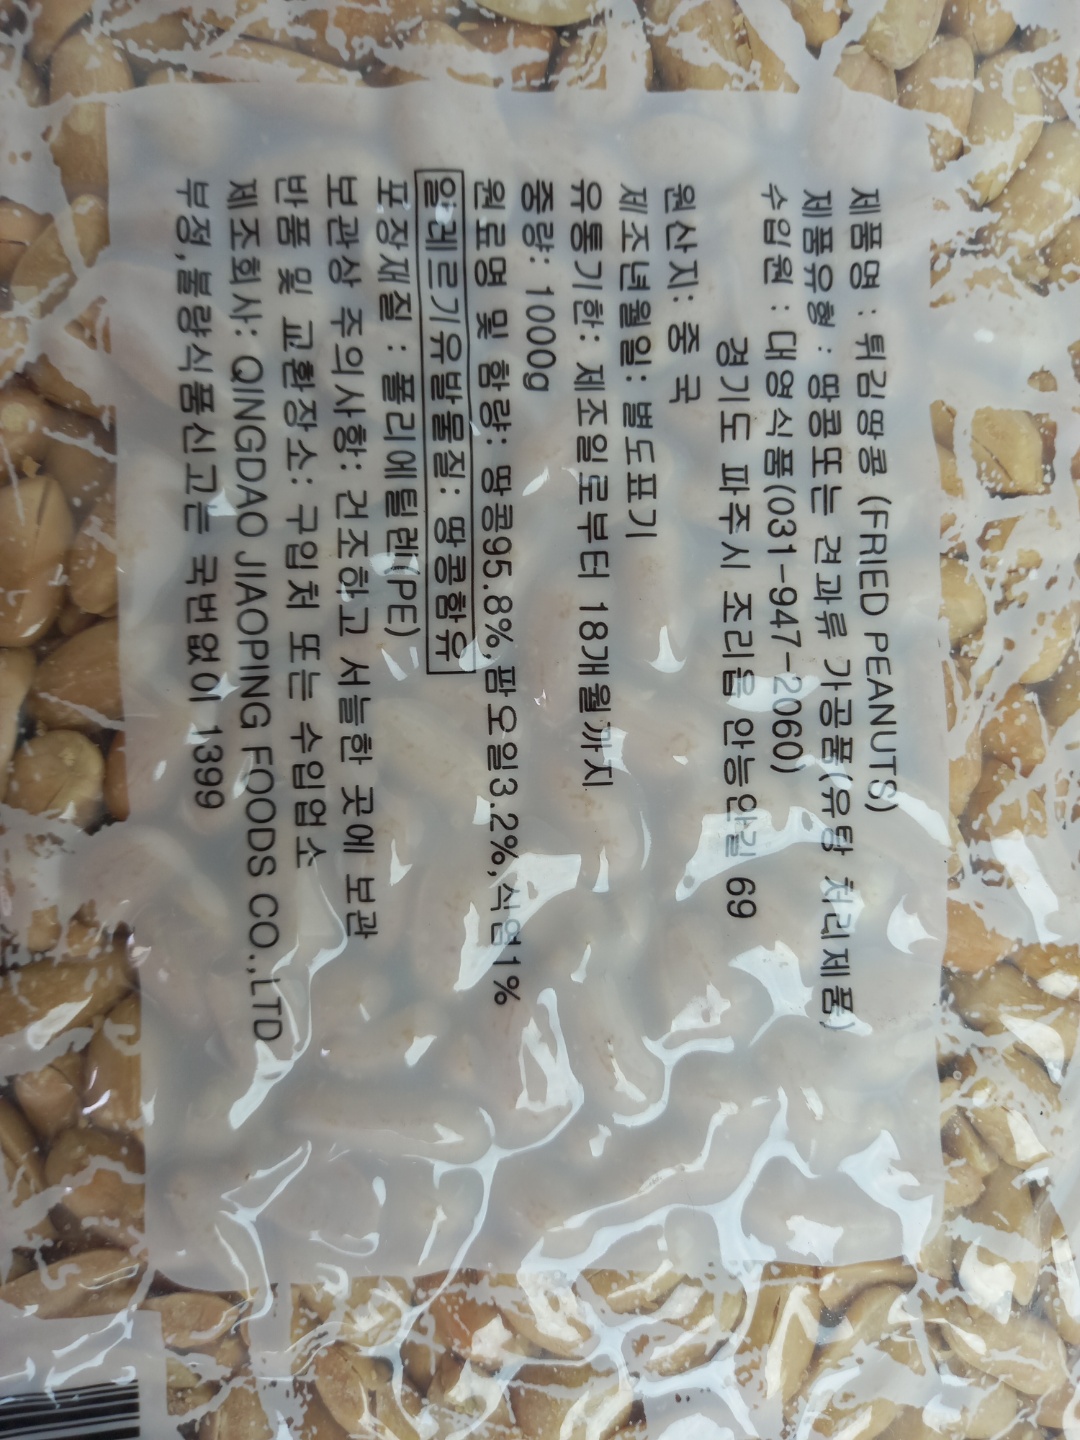 제품명 : 튀김땅콩 (FRIED PEANUTS)
제품유형 : 땅콩또는 견과류 가공품(유탕 처리제품)
수입원 : 대영식품(031-947-2060)
경기도 파주시 조리읍 안능안길 69
원산지: 중국
제조년월일: 별도표기
유통기한: 제조일로부터 18개월까지
중량: 1000g
원료명 및 함량: 땅콩95.8%,팜오일3.2%,식염1%
알레르기유발물질: 땅콩함유
포장재질 : 폴리에틸렌(PE)
보관상 주의사항: 건조하고 서늘한 곳에 보관
반품 및 교환장소: 구입처 또는 수입업소
제조회사: QINGDAO JIAOPING FOODS CO.,LTD
부정,불량식품신고는 국번없이 1399